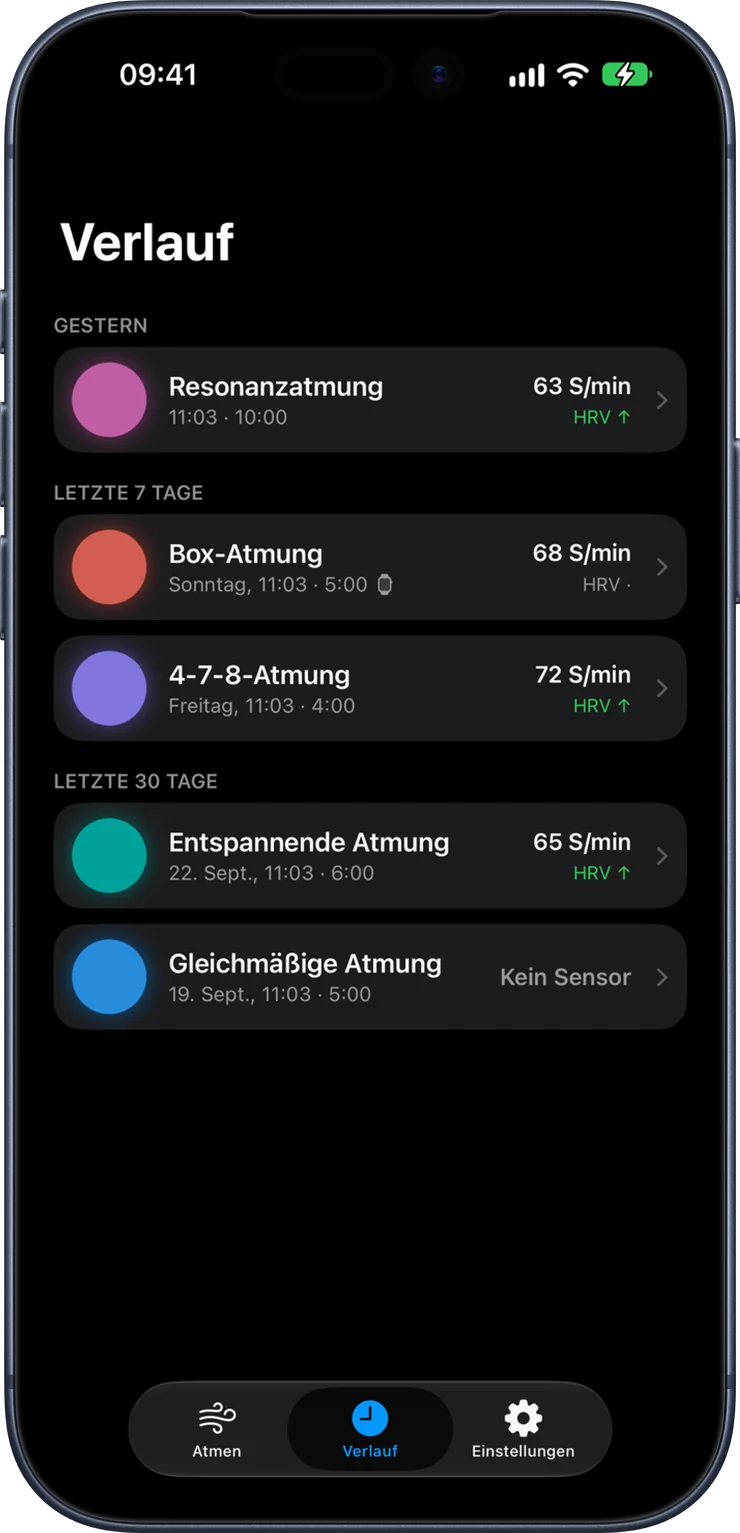 09:41
Verlauf
GESTERN
Resonanzatmung
63 S/min
11:03 · 10:00
HRV ↑
LETZTE 7 TAGE
Box-Atmung
68 S/min
Sonntag, 11:03 · 5:00
HRV ·
4-7-8-Atmung
72 S/min
Freitag, 11:03 · 4:00
HRV ↑
LETZTE 30 TAGE
Entspannende Atmung
65 S/min
22. Sept., 11:03 · 6:00
HRV ↑
Gleichmäßige Atmung
Kein Sensor
19. Sept., 11:03 · 5:00
Atmen
Verlauf
Einstellungen